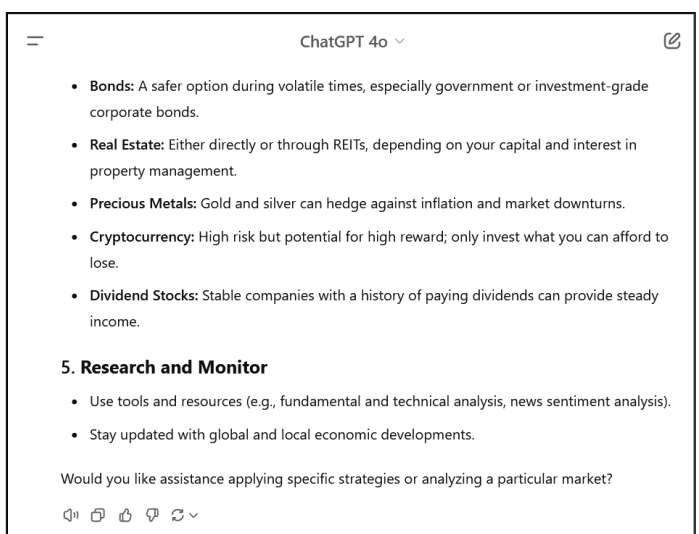 ChatGPT 4o
• Bonds: A safer option during volatile times, especially government or investment-grade
corporate bonds.
• Real Estate: Either directly or through REITs, depending on your capital and interest in
property management.
• Precious Metals: Gold and silver can hedge against inflation and market downturns.
• Cryptocurrency: High risk but potential for high reward; only invest what you can afford to
lose.
• Dividend Stocks: Stable companies with a history of paying dividends can provide steady
income.
5. Research and Monitor
• Use tools and resources (e.g., fundamental and technical analysis, news sentiment analysis).
• Stay updated with global and local economic developments.
Would you like assistance applying specific strategies or analyzing a particular market?